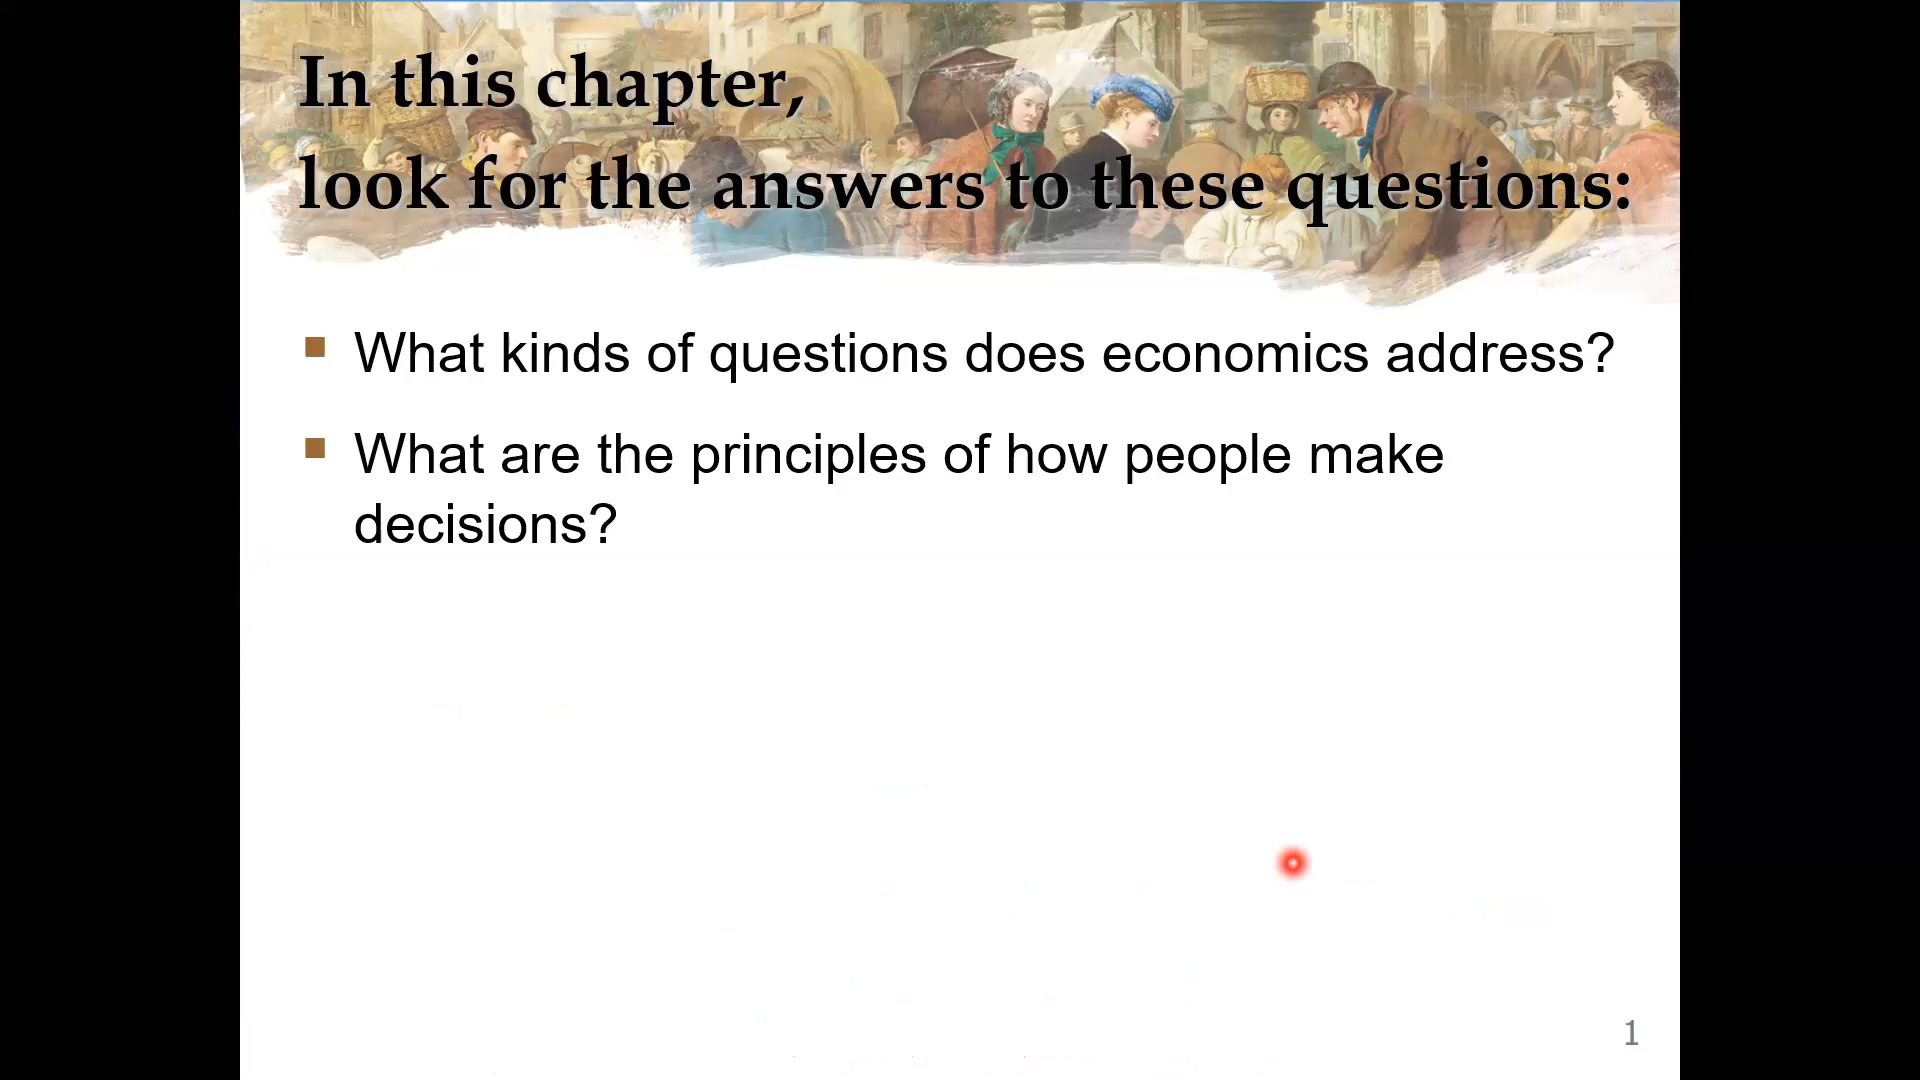 In this chapter,
look for the answers to these questions:
What kinds of questions does economics address?
What are the principles of how people make
decisions?
1